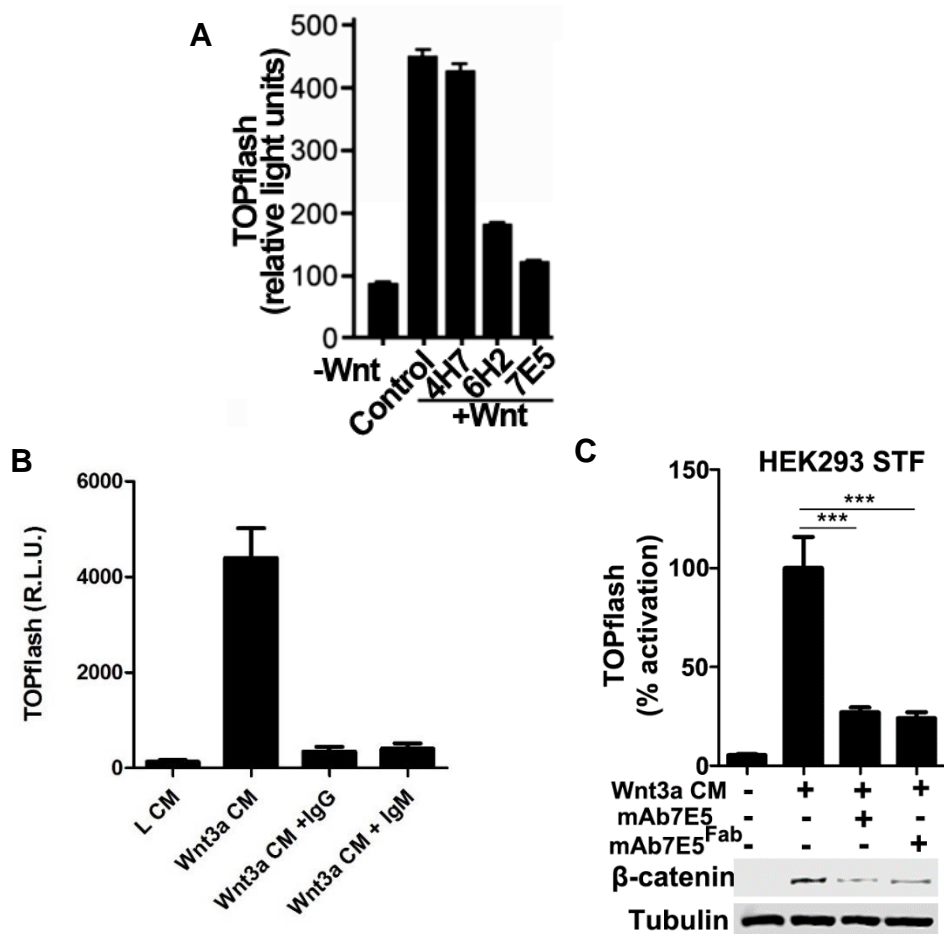 A
TOPflash
(relative light units)
500
400
300
200
100
0
-Wnt
Control
4H7
6H2
7E5
+Wnt
B
TOPflash (R.L.U.)
6000
4000
2000
0
L CM
Wnt3a CM
Wnt3a CM +IgG
Wnt3a CM + IgM
C
HEK293 STF
TOPflash
(% activation)
150
100
50
0
***
***
Wnt3a CM - + + +
mAb7E5 - - + -
mAb7E5Fab - - - +
β-catenin
Tubulin